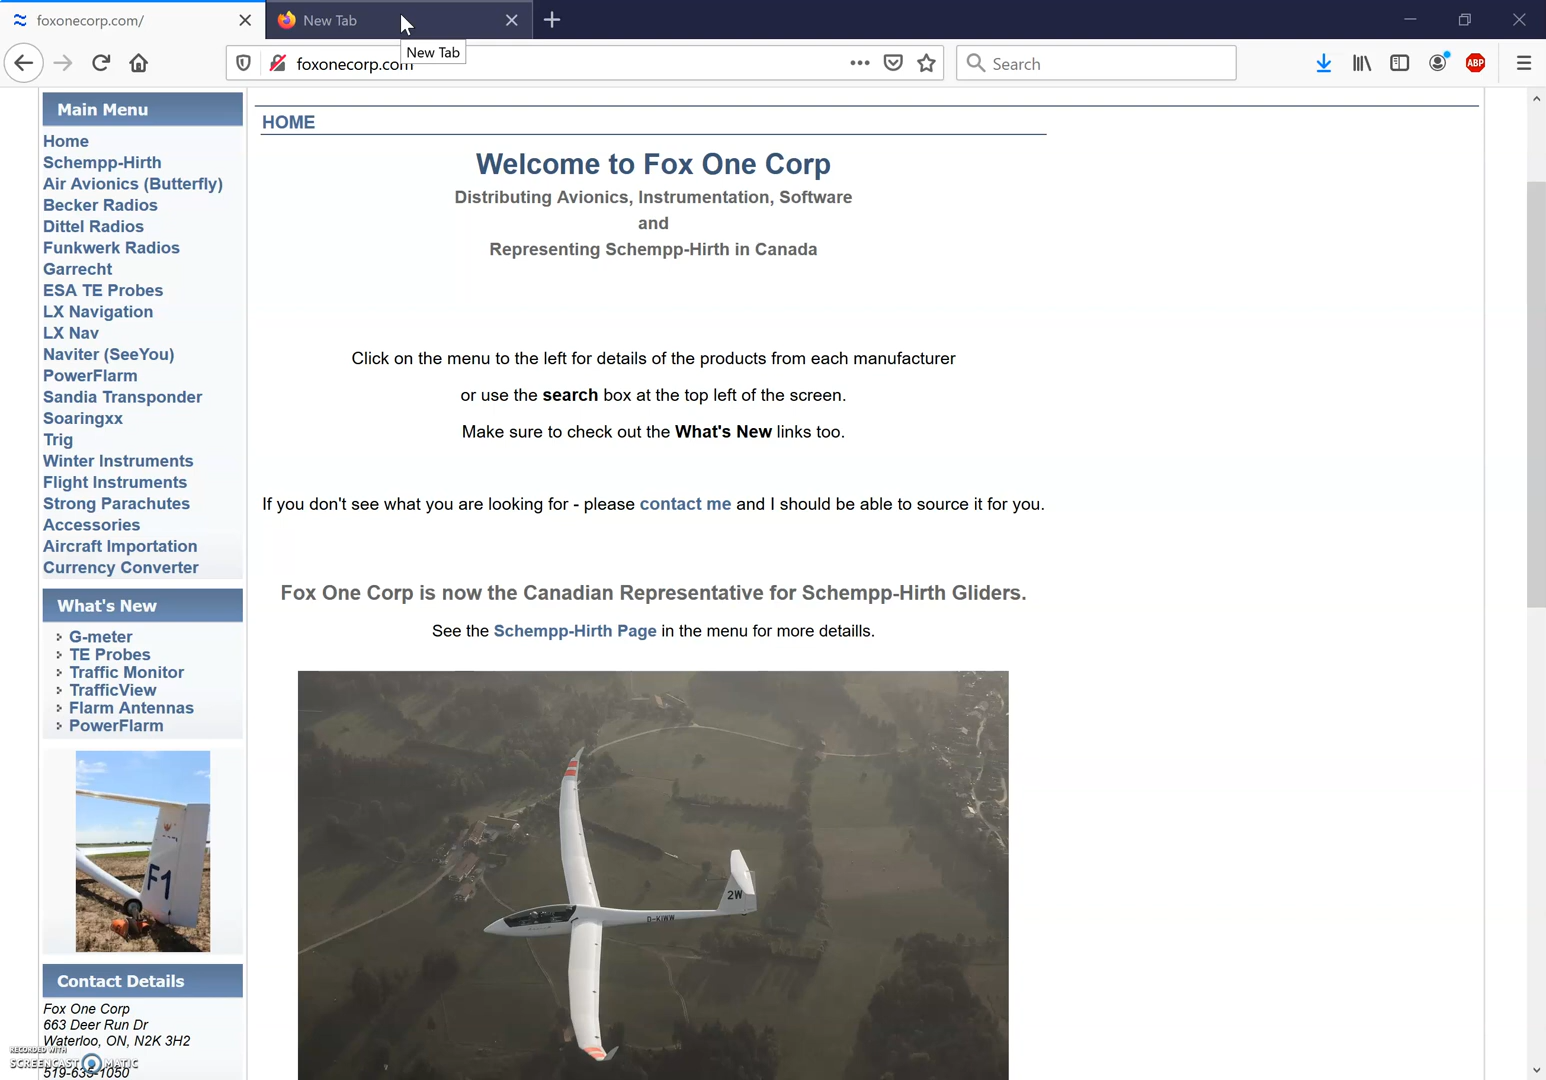 foxonecorp.com/
New Tab
New Tab
foxonecorp.com
Search
ABP
Main Menu
Home
Schempp-Hirth
Air Avionics (Butterfly)
Becker Radios
Dittel Radios
Funkwerk Radios
Garrecht
ESA TE Probes
LX Navigation
LX Nav
Naviter (SeeYou)
PowerFlarm
Sandia Transponder
Soaringxx
Trig
Winter Instruments
Flight Instruments
Strong Parachutes
Accessories
Aircraft Importation
Currency Converter
What's New
G-meter
TE Probes
Traffic Monitor
TrafficView
Flarm Antennas
PowerFlarm
F1
Contact Details
Fox One Corp
663 Deer Run Dr
Waterloo, ON, N2K 3H2
519-635-1050
RECORDED WITH
SCREENCAST MATIC
HOME
Welcome to Fox One Corp
Distributing Avionics, Instrumentation, Software
and
Representing Schempp-Hirth in Canada
Click on the menu to the left for details of the products from each manufacturer
or use the search box at the top left of the screen.
Make sure to check out the What's New links too.
If you don't see what you are looking for - please contact me and I should be able to source it for you.
Fox One Corp is now the Canadian Representative for Schempp-Hirth Gliders.
See the Schempp-Hirth Page in the menu for more detaills.
2W
D-KIWW